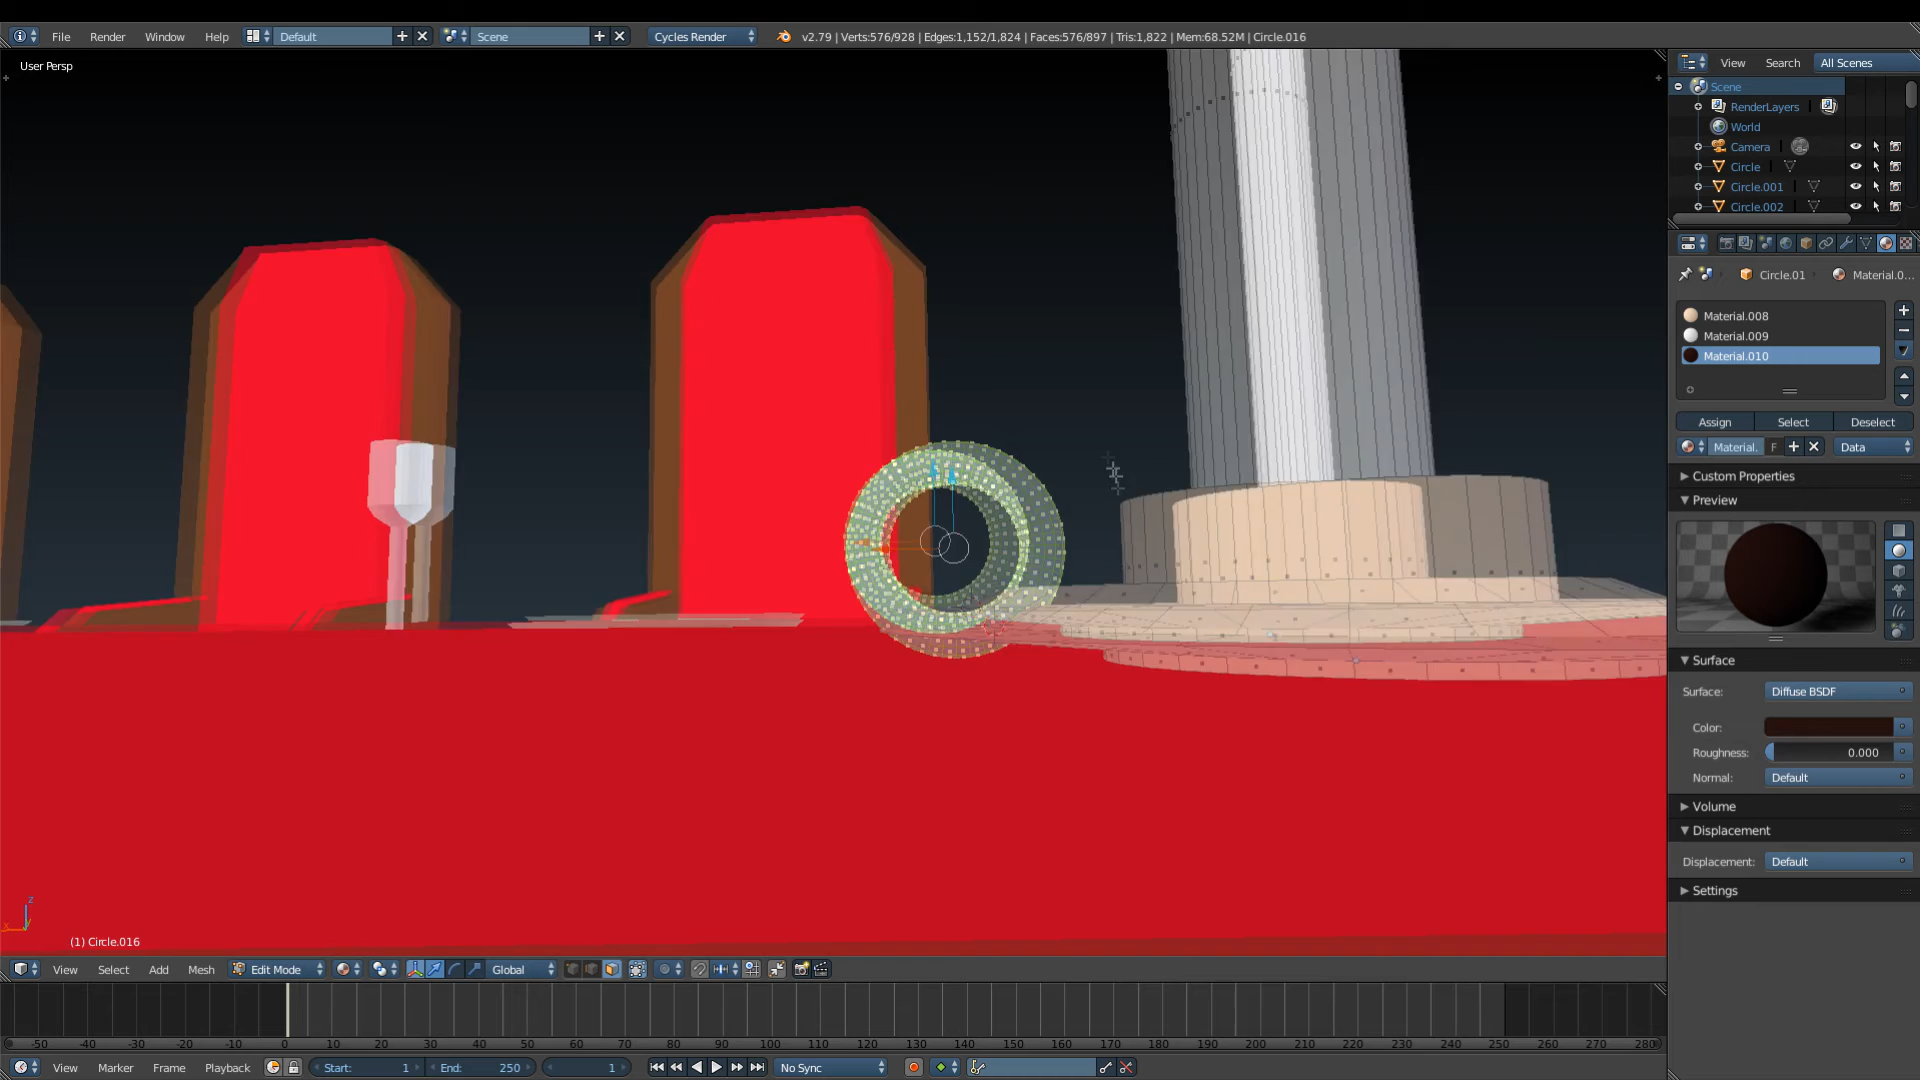 File Render Window Help Default Scene Cycles Render v2.79 | Verts:576/928 | Edges:1,152/1,824 | Faces:576/897 | Tris:1,822 | Mem:68.52M | Circle.016
User Persp
View Search All Scenes
Scene
RenderLayers
World
Camera
Circle
Circle.001
Circle.002
Circle.01 Material.0...
Material.008
Material.009
Material.010
Assign Select Deselect
Material. F Data
Custom Properties
Preview
Surface
Surface: Diffuse BSDF
Color:
Roughness: 0.000
Normal: Default
Volume
Displacement
Displacement: Default
Settings
z
x y
(1) Circle.016
View Select Add Mesh Edit Mode Global
-50 -40 -30 -20 -10 0 10 20 30 40 50 60 70 80 90 100 110 120 130 140 150 160 170 180 190 200 210 220 230 240 250 260 270 280
View Marker Frame Playback Start: 1 End: 250 1 No Sync